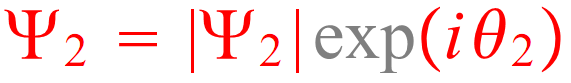 Ψ₂ = |Ψ₂| exp(iθ₂)